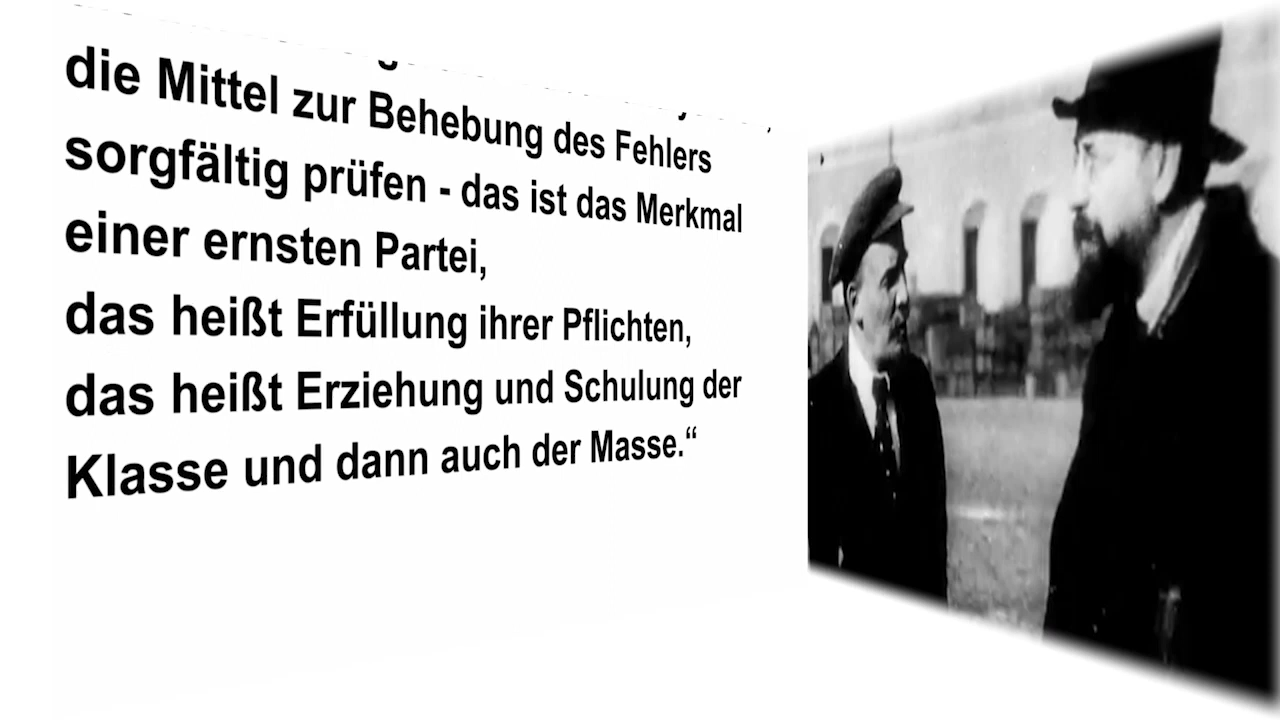 die Mittel zur Behebung des Fehlers
sorgfältig prüfen - das ist das Merkmal
einer ernsten Partei,
das heißt Erfüllung ihrer Pflichten,
das heißt Erziehung und Schulung der
Klasse und dann auch der Masse.“